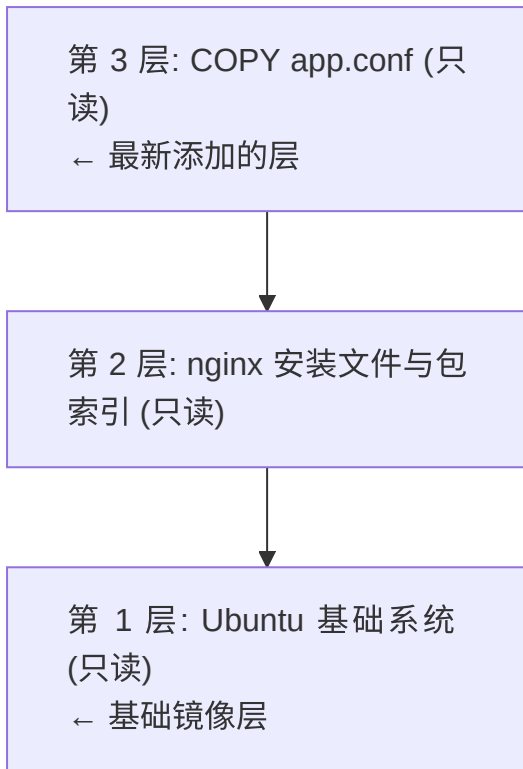 第 3 层: COPY app.conf (只
读)
← 最新添加的层
第 2 层: nginx 安装文件与包
索引 (只读)
第 1 层: Ubuntu 基础系统
(只读)
← 基础镜像层